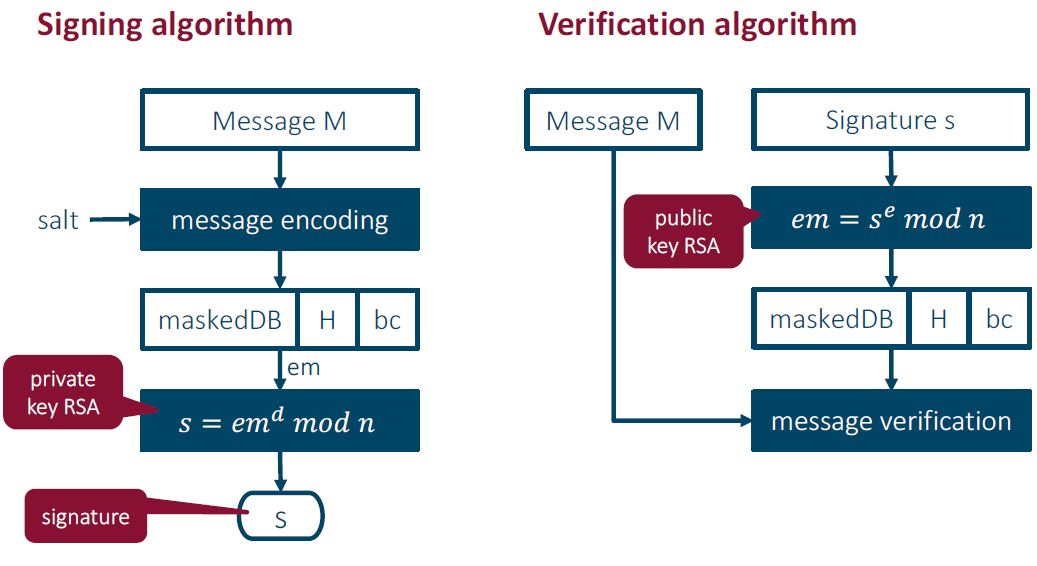 Signing algorithm
Message M
salt
message encoding
maskedDB H bc
em
private
key RSA
s = em^d mod n
signature
S
Verification algorithm
Message M
Signature s
public
key RSA
em = s^e mod n
maskedDB H bc
message verification